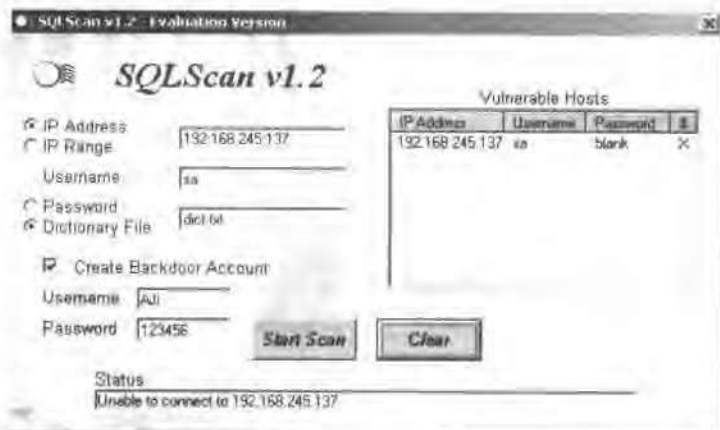 SQLScan v1.2 - Evaluation Version
SQLScan v1.2
IP Address
IP Range
192.168.245.137
Username
sa
Password
Dictionary File
dict.txt
Create Backdoor Account
Username
Password
123456
Start Scan
Clear
Vulnerable Hosts
IP Address Username Password
192.168.245.137 sa blank X
Status
Unable to connect to 192.168.245.137